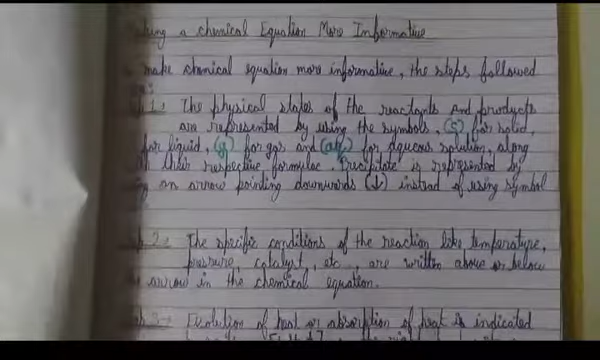 a chemical Equation More Informative
make chemical equation more informative, the steps followed
1:- The physical states of the reactants and products
are represented by using the symbols, (s) for solid,
for liquid, (g) for gas and (aq) for aqueous solution, along
their respective formulae. Precipitate is represented by
an arrow pointing downwards (↓) instead of using symbol
2:- The specific conditions of the reaction like temperature,
pressure, catalyst, etc., are written above or below
arrow in the chemical equation.
3:- Evolution of heat or absorption of heat is indicated